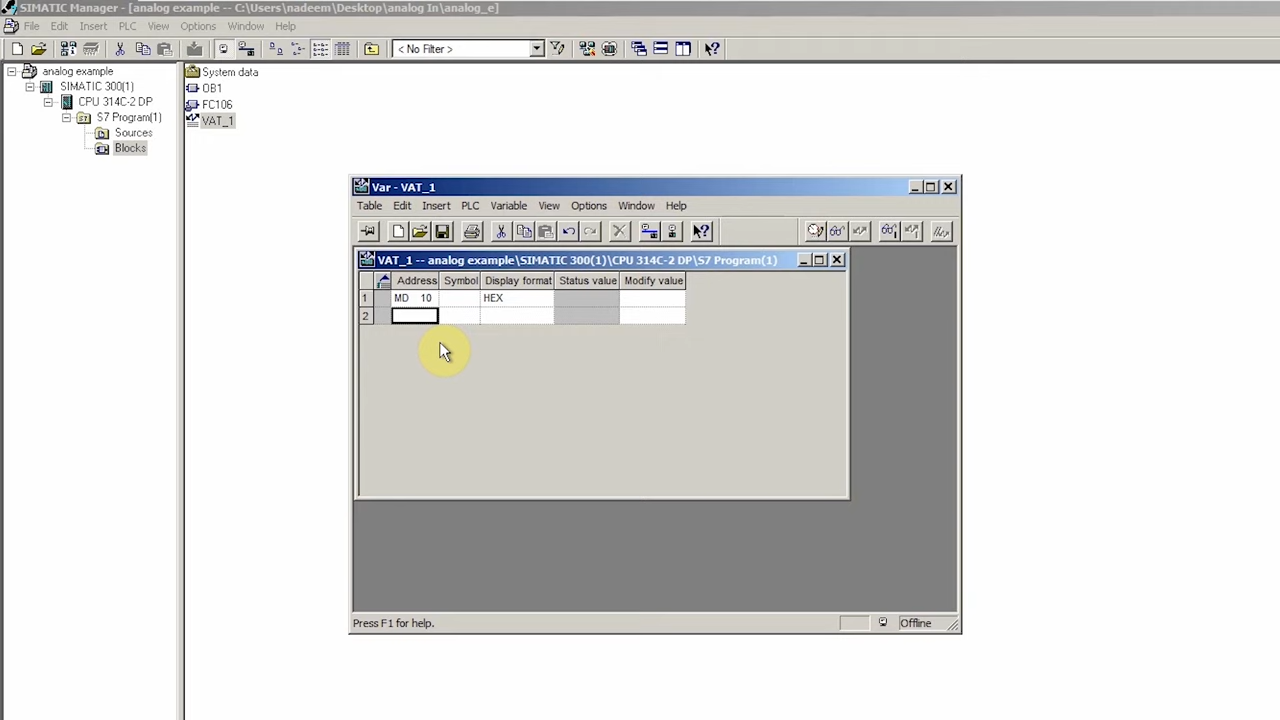 SIMATIC Manager - [analog example -- C:\Users\nadeem\Desktop\analog In\analog_e]
File Edit Insert PLC View Options Window Help
< No Filter >
analog example
SIMATIC 300(1)
CPU 314C-2 DP
S7 Program(1)
Sources
Blocks
System data
OB1
FC106
VAT_1
Var - VAT_1
Table Edit Insert PLC Variable View Options Window Help
VAT_1 -- analog example\SIMATIC 300(1)\CPU 314C-2 DP\S7 Program(1)
Address Symbol Display format Status value Modify value
1 MD 10 HEX
2
Press F1 for help.
Offline